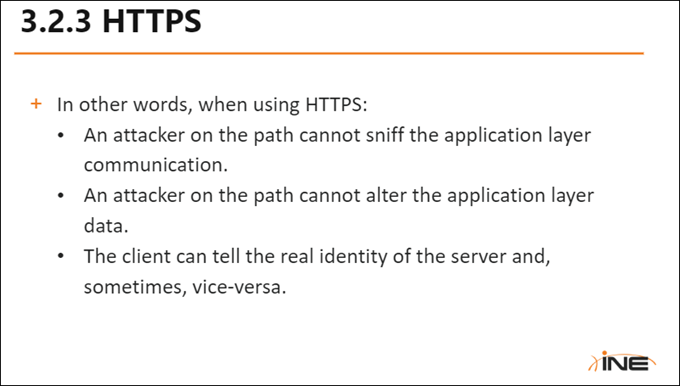 3.2.3 HTTPS
+ In other words, when using HTTPS:
• An attacker on the path cannot sniff the application layer
communication.
• An attacker on the path cannot alter the application layer
data.
• The client can tell the real identity of the server and,
sometimes, vice-versa.
iNE